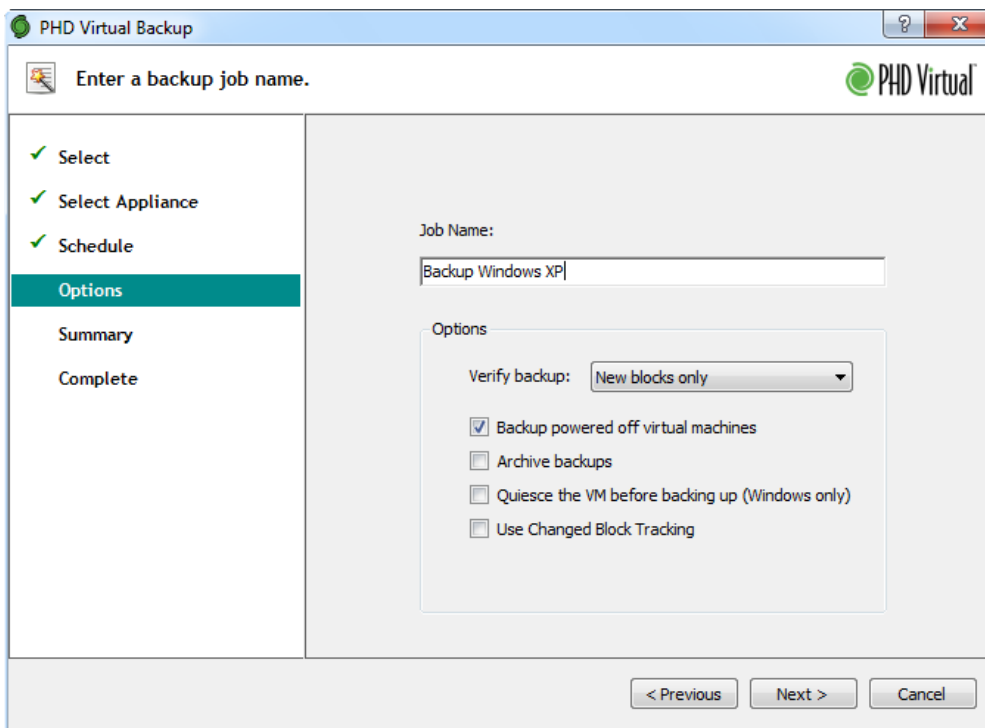 PHD Virtual Backup
Enter a backup job name.
PHD Virtual
Select
Select Appliance
Schedule
Options
Summary
Complete
Job Name:
Backup Windows XP
Options
Verify backup: New blocks only
Backup powered off virtual machines
Archive backups
Quiesce the VM before backing up (Windows only)
Use Changed Block Tracking
< Previous Next > Cancel